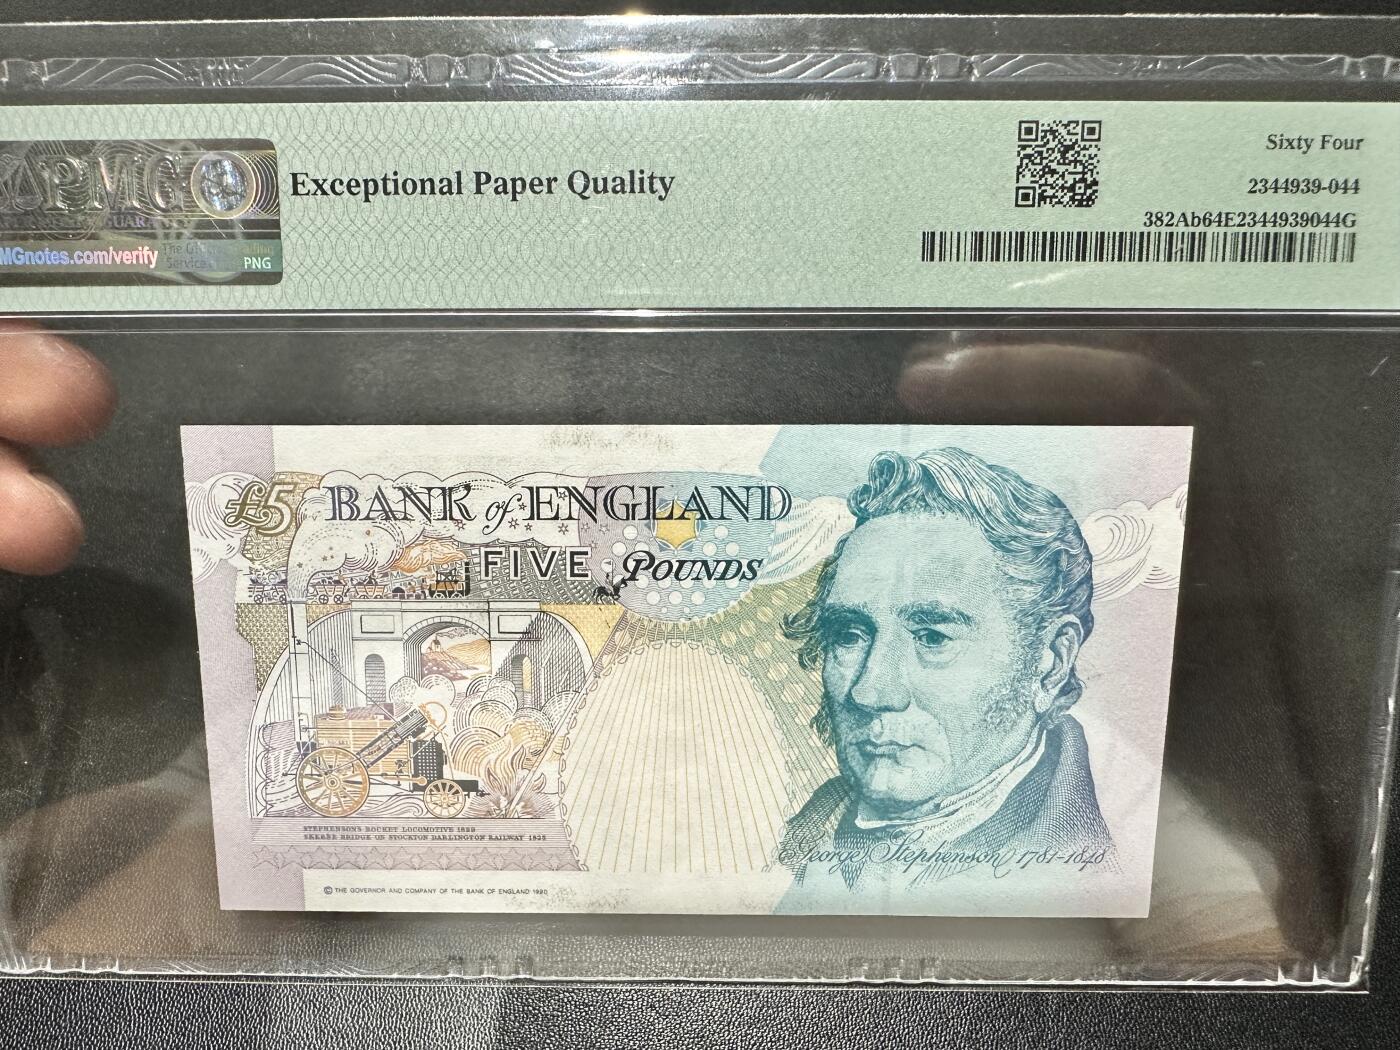 Sixty Four
PMG
Exceptional Paper Quality
2344939-044
382Ab64E2344939044G
MGnotes.com/verify
PNG
£5
BANK of ENGLAND
FIVE POUNDS
STEPHENSON'S ROCKET LOCOMOTIVE 1829
SKERNE BRIDGE ON STOCKTON DARLINGTON RAILWAY 1825
George Stephenson 1781-1848
© THE GOVERNOR AND COMPANY OF THE BANK OF ENGLAND 1990